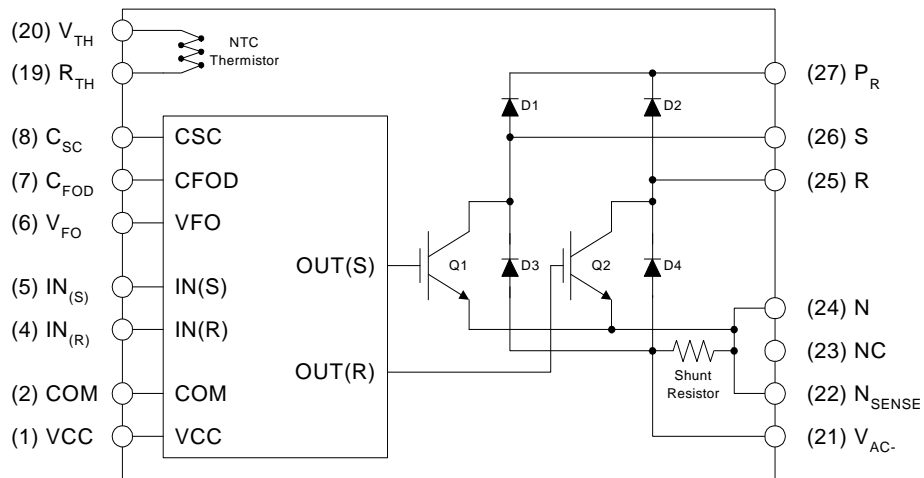 (20) V_TH
(19) R_TH
NTC
Thermistor
(8) C_SC
(7) C_FOD
(6) V_FO
(5) IN_(S)
(4) IN_(R)
(2) COM
(1) VCC
CSC
CFOD
VFO
IN(S)
IN(R)
COM
VCC
OUT(S)
OUT(R)
D1
D2
Q1
D3
Q2
D4
Shunt
Resistor
(27) P_R
(26) S
(25) R
(24) N
(23) NC
(22) N_SENSE
(21) V_AC-